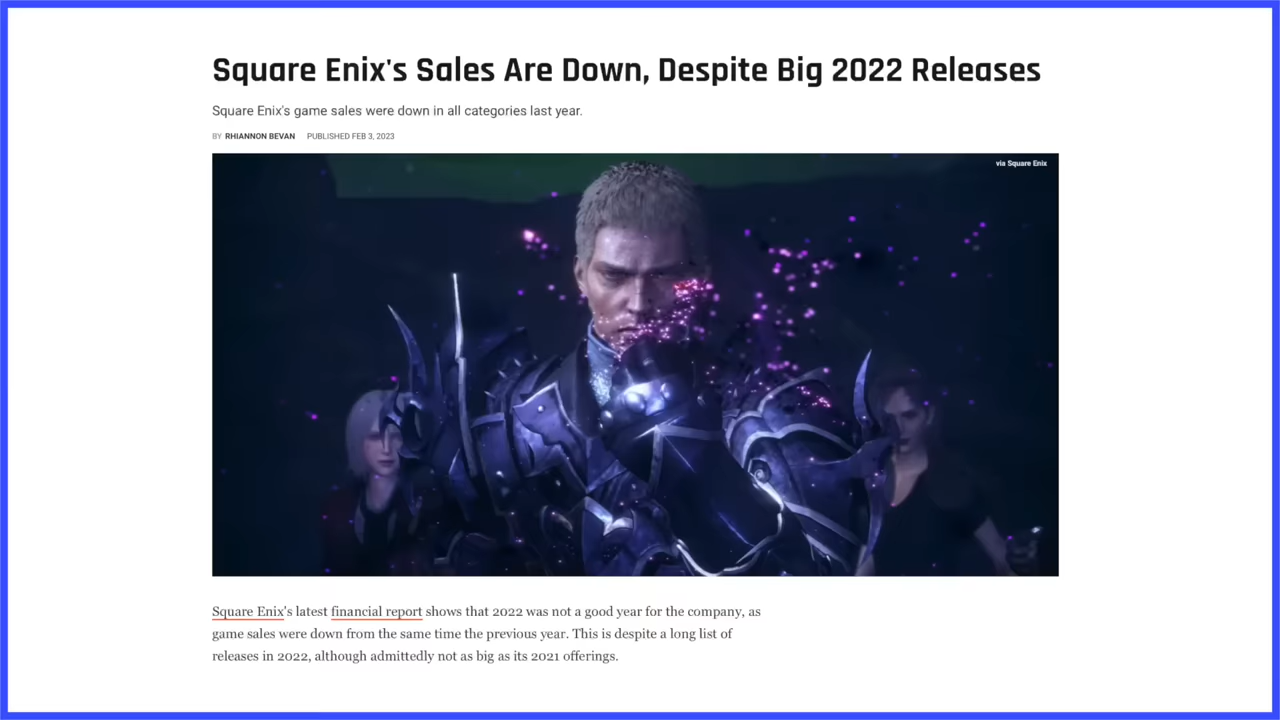 Square Enix's Sales Are Down, Despite Big 2022 Releases
Square Enix's game sales were down in all categories last year.
BY RHIANNON BEVAN PUBLISHED FEB 3, 2023
via Square Enix
Square Enix's latest financial report shows that 2022 was not a good year for the company, as
game sales were down from the same time the previous year. This is despite a long list of
releases in 2022, although admittedly not as big as its 2021 offerings.